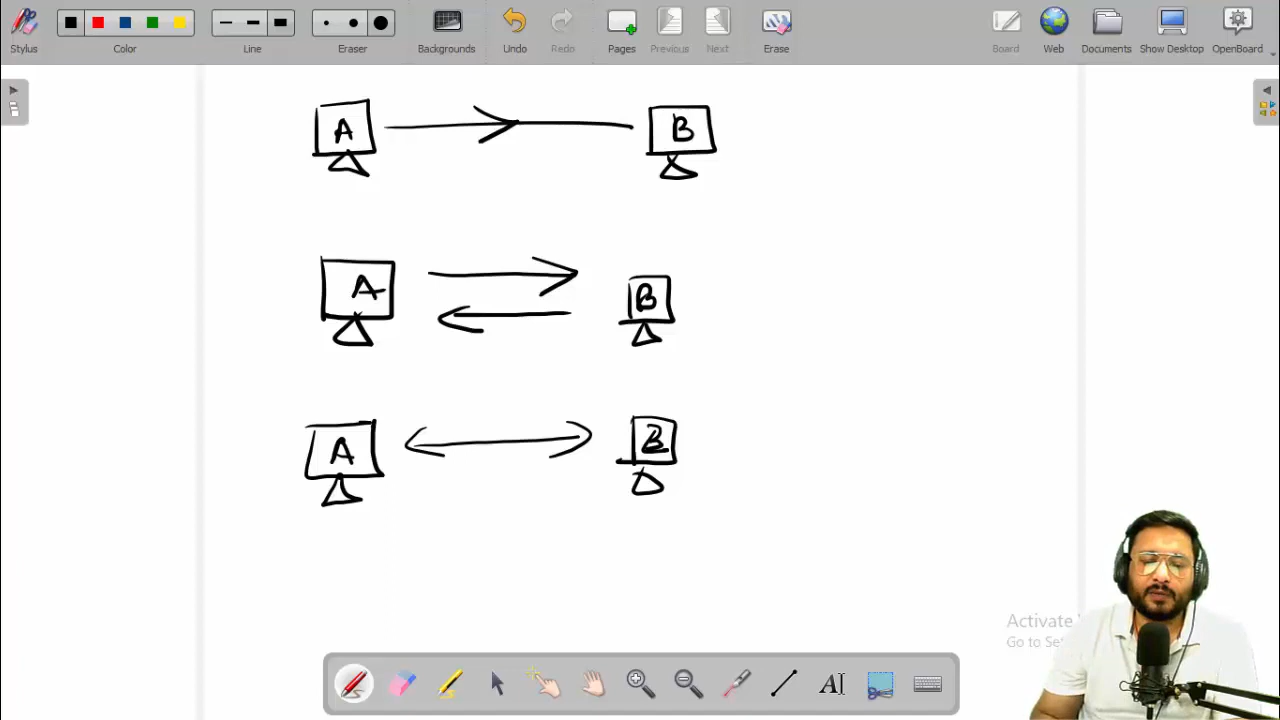 Stylus Color Line Eraser Backgrounds Undo Redo Pages Previous Next Erase Board Web Documents Show Desktop OpenBoard
A B
A B
A B
Activate
Go to Se
AI